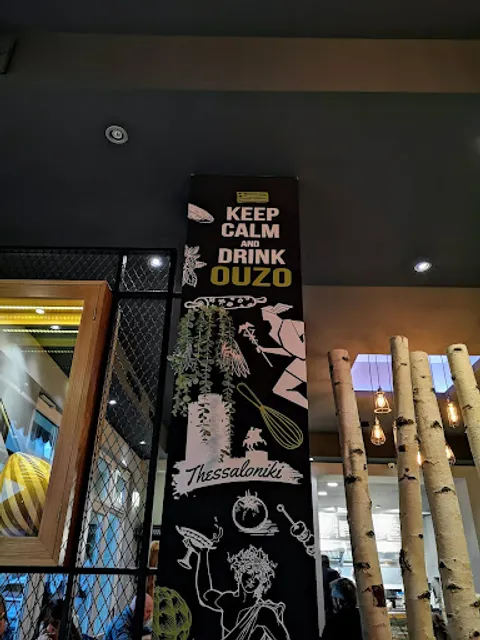 KEEP
CALM
AND
DRINK
OUZO
Thessaloniki